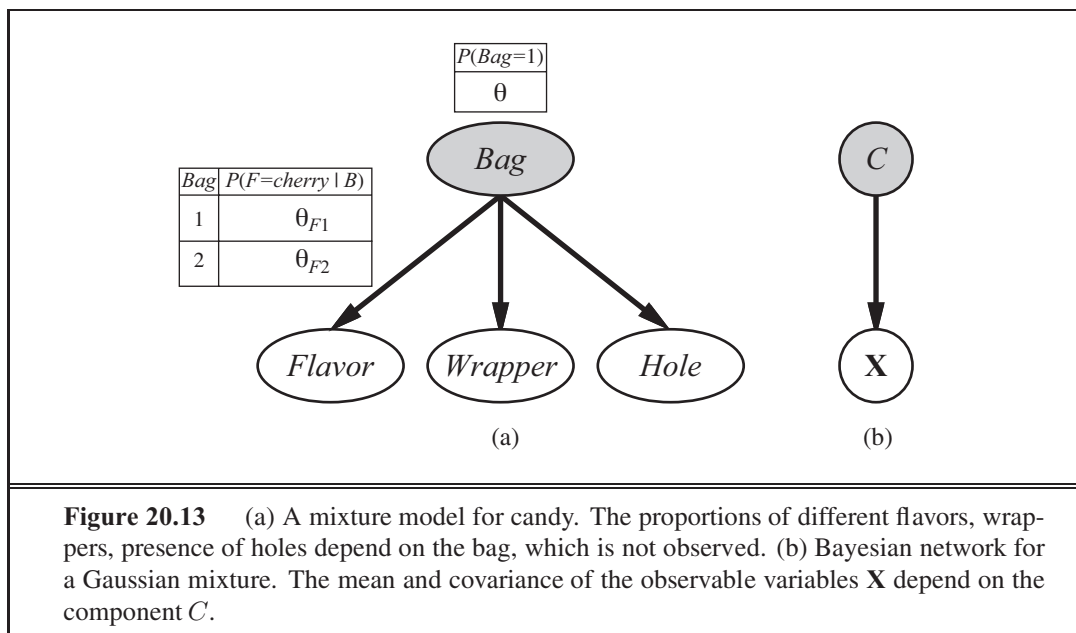 P(Bag=1)
θ
Bag
C
Bag P(F=cherry | B)
1 θF1
2 θF2
Flavor Wrapper Hole
X
(a) (b)
Figure 20.13 (a) A mixture model for candy. The proportions of different flavors, wrap-
pers, presence of holes depend on the bag, which is not observed. (b) Bayesian network for
a Gaussian mixture. The mean and covariance of the observable variables X depend on the
component C.